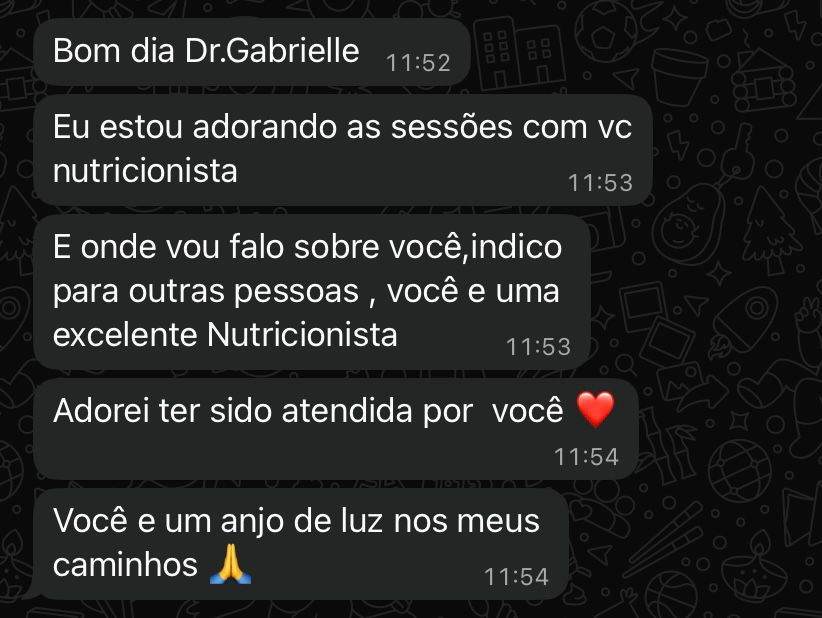 Bom dia Dr.Gabrielle 11:52
Eu estou adorando as sessões com vc
nutricionista 11:53
E onde vou falo sobre você,indico
para outras pessoas , você e uma
excelente Nutricionista 11:53
Adorei ter sido atendida por  você ❤️
11:54
Você e um anjo de luz nos meus
caminhos 🙏 11:54